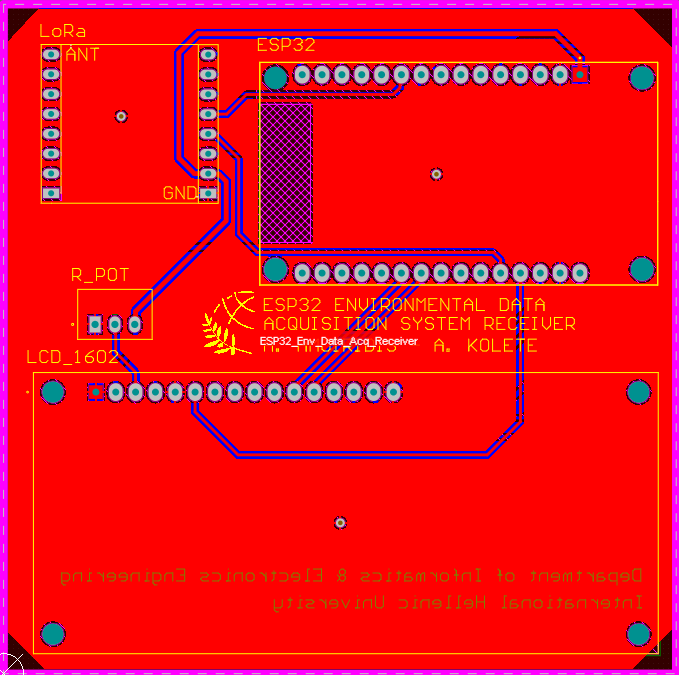 LoRa
ANT
ESP32
GND
R_POT
ESP32 ENVIRONMENTAL DATA
ACQUISITION SYSTEM RECEIVER
ESP32_Env_Data_Acq_Receiver
A. KOLETE
LCD_1602
Department of Informatics & Electronics Engineering
International Hellenic University